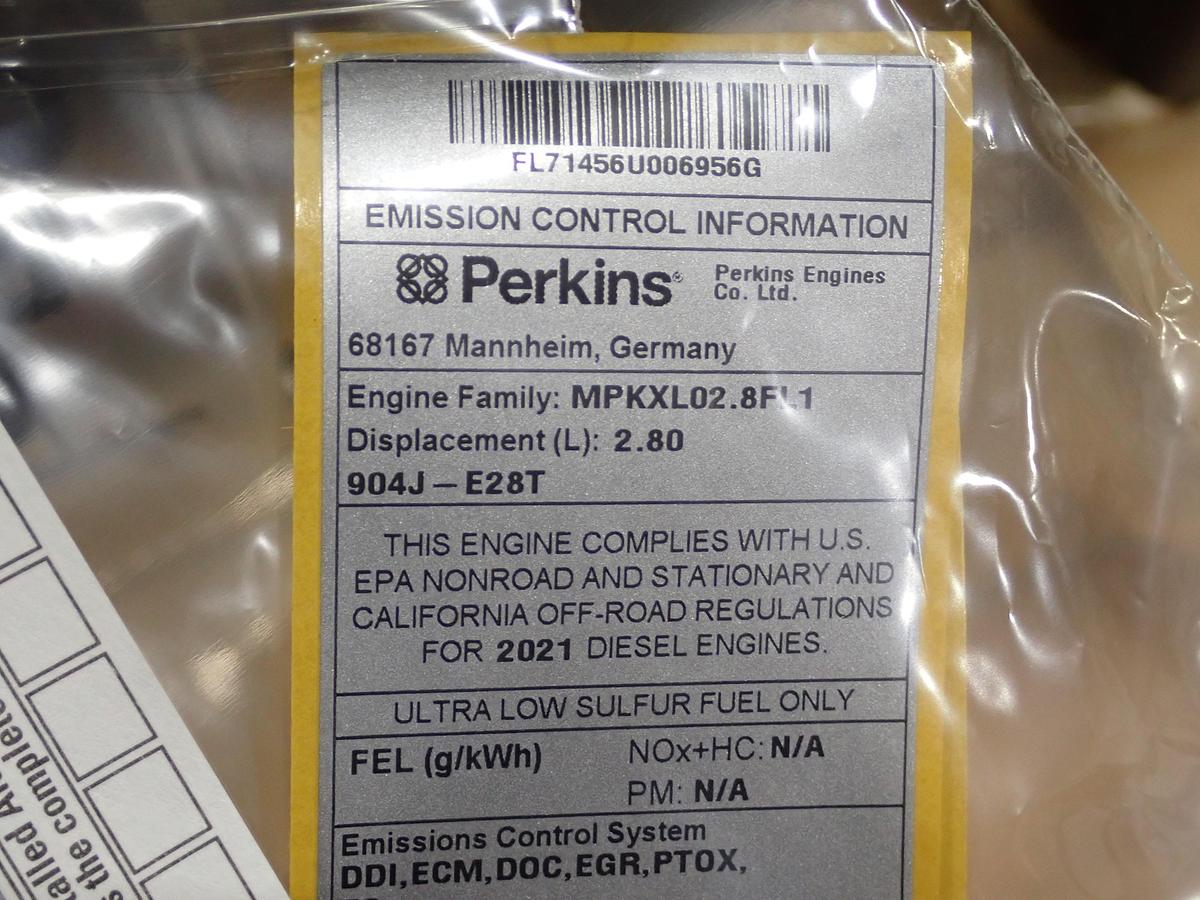 FL71456U006956G
EMISSION CONTROL INFORMATION
Perkins® Perkins Engines
Co. Ltd.
68167 Mannheim, Germany
Engine Family: MPKXL02.8FL1
Displacement (L): 2.80
904J – E28T
THIS ENGINE COMPLIES WITH U.S.
EPA NONROAD AND STATIONARY AND
CALIFORNIA OFF-ROAD REGULATIONS
FOR 2021 DIESEL ENGINES.
ULTRA LOW SULFUR FUEL ONLY
FEL (g/kWh) NOx+HC: N/A
PM: N/A
Emissions Control System
DDI,ECM,DOC,EGR,PTOX,
the complete